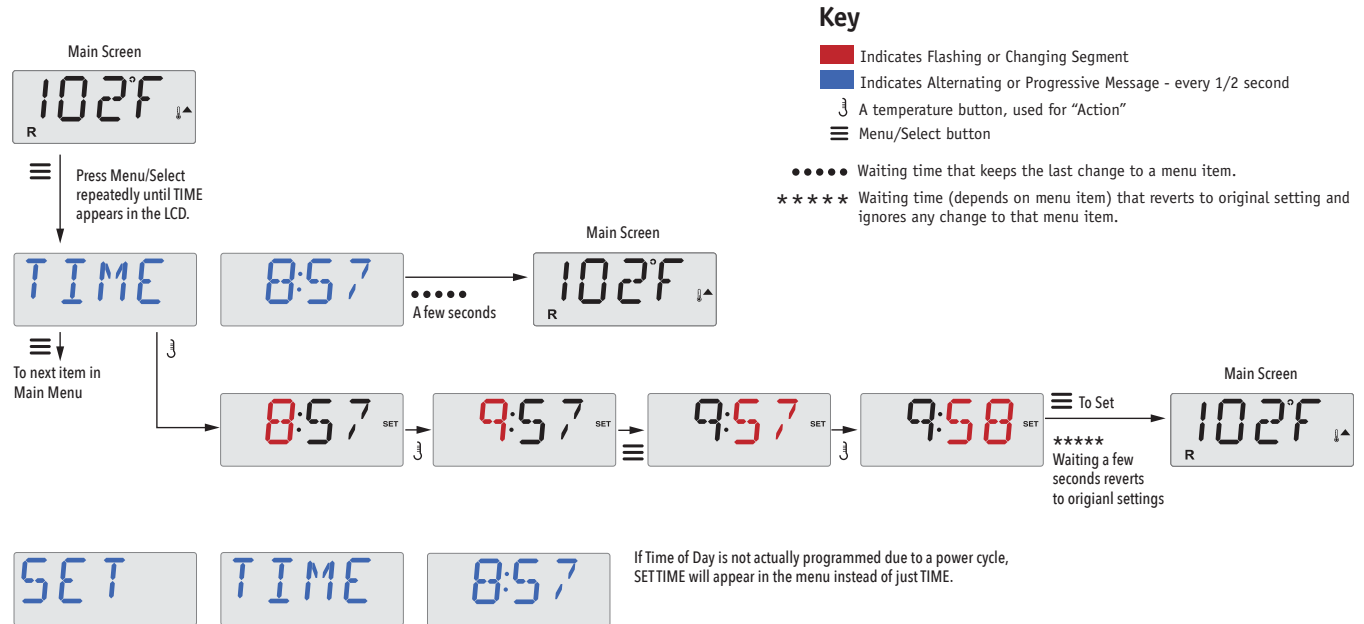 Key
Indicates Flashing or Changing Segment
Indicates Alternating or Progressive Message - every 1/2 second
A temperature button, used for “Action”
Menu/Select button
••••• Waiting time that keeps the last change to a menu item.
***** Waiting time (depends on menu item) that reverts to original setting and
ignores any change to that menu item.
Main Screen
102°F
R
Press Menu/Select
repeatedly until TIME
appears in the LCD.
TIME
8:57
•••••
A few seconds
Main Screen
102°F
R
To next item in
Main Menu
8:57 SET
9:57 SET
9:57 SET
9:58 SET
To Set
*****
Waiting a few
seconds reverts
to origianl settings
Main Screen
102°F
R
SET
TIME
8:57
If Time of Day is not actually programmed due to a power cycle,
SET TIME will appear in the menu instead of just TIME.